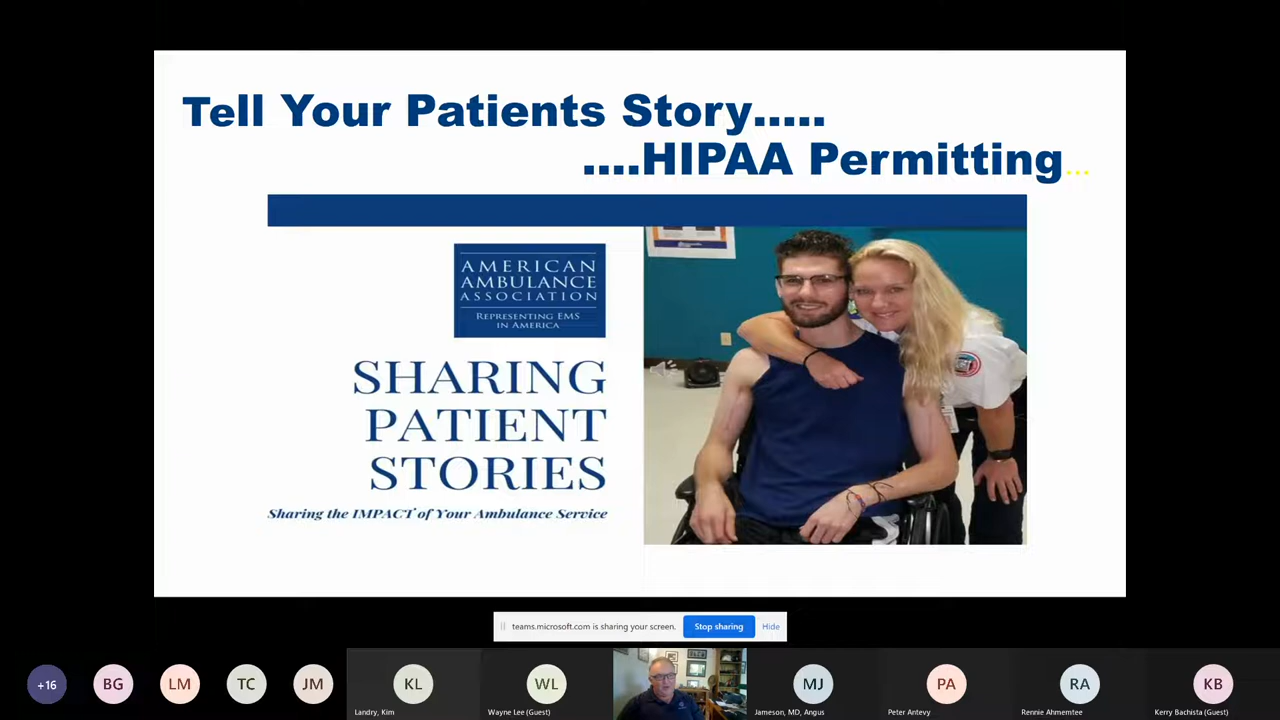 Tell Your Patients Story.....
....HIPAA Permitting...
AMERICAN
AMBULANCE
ASSOCIATION
REPRESENTING EMS
IN AMERICA
SHARING
PATIENT
STORIES
Sharing the IMPACT of Your Ambulance Service
teams.microsoft.com is sharing your screen.
Stop sharing
Hide
+16
BG
LM
TC
JM
KL
WL
MJ
PA
RA
KB
Landry, Kim
Wayne Lee (Guest)
Jameson, MD, Angus
Peter Antevy
Rennie Ahmemtee
Kerry Bachista (Guest)